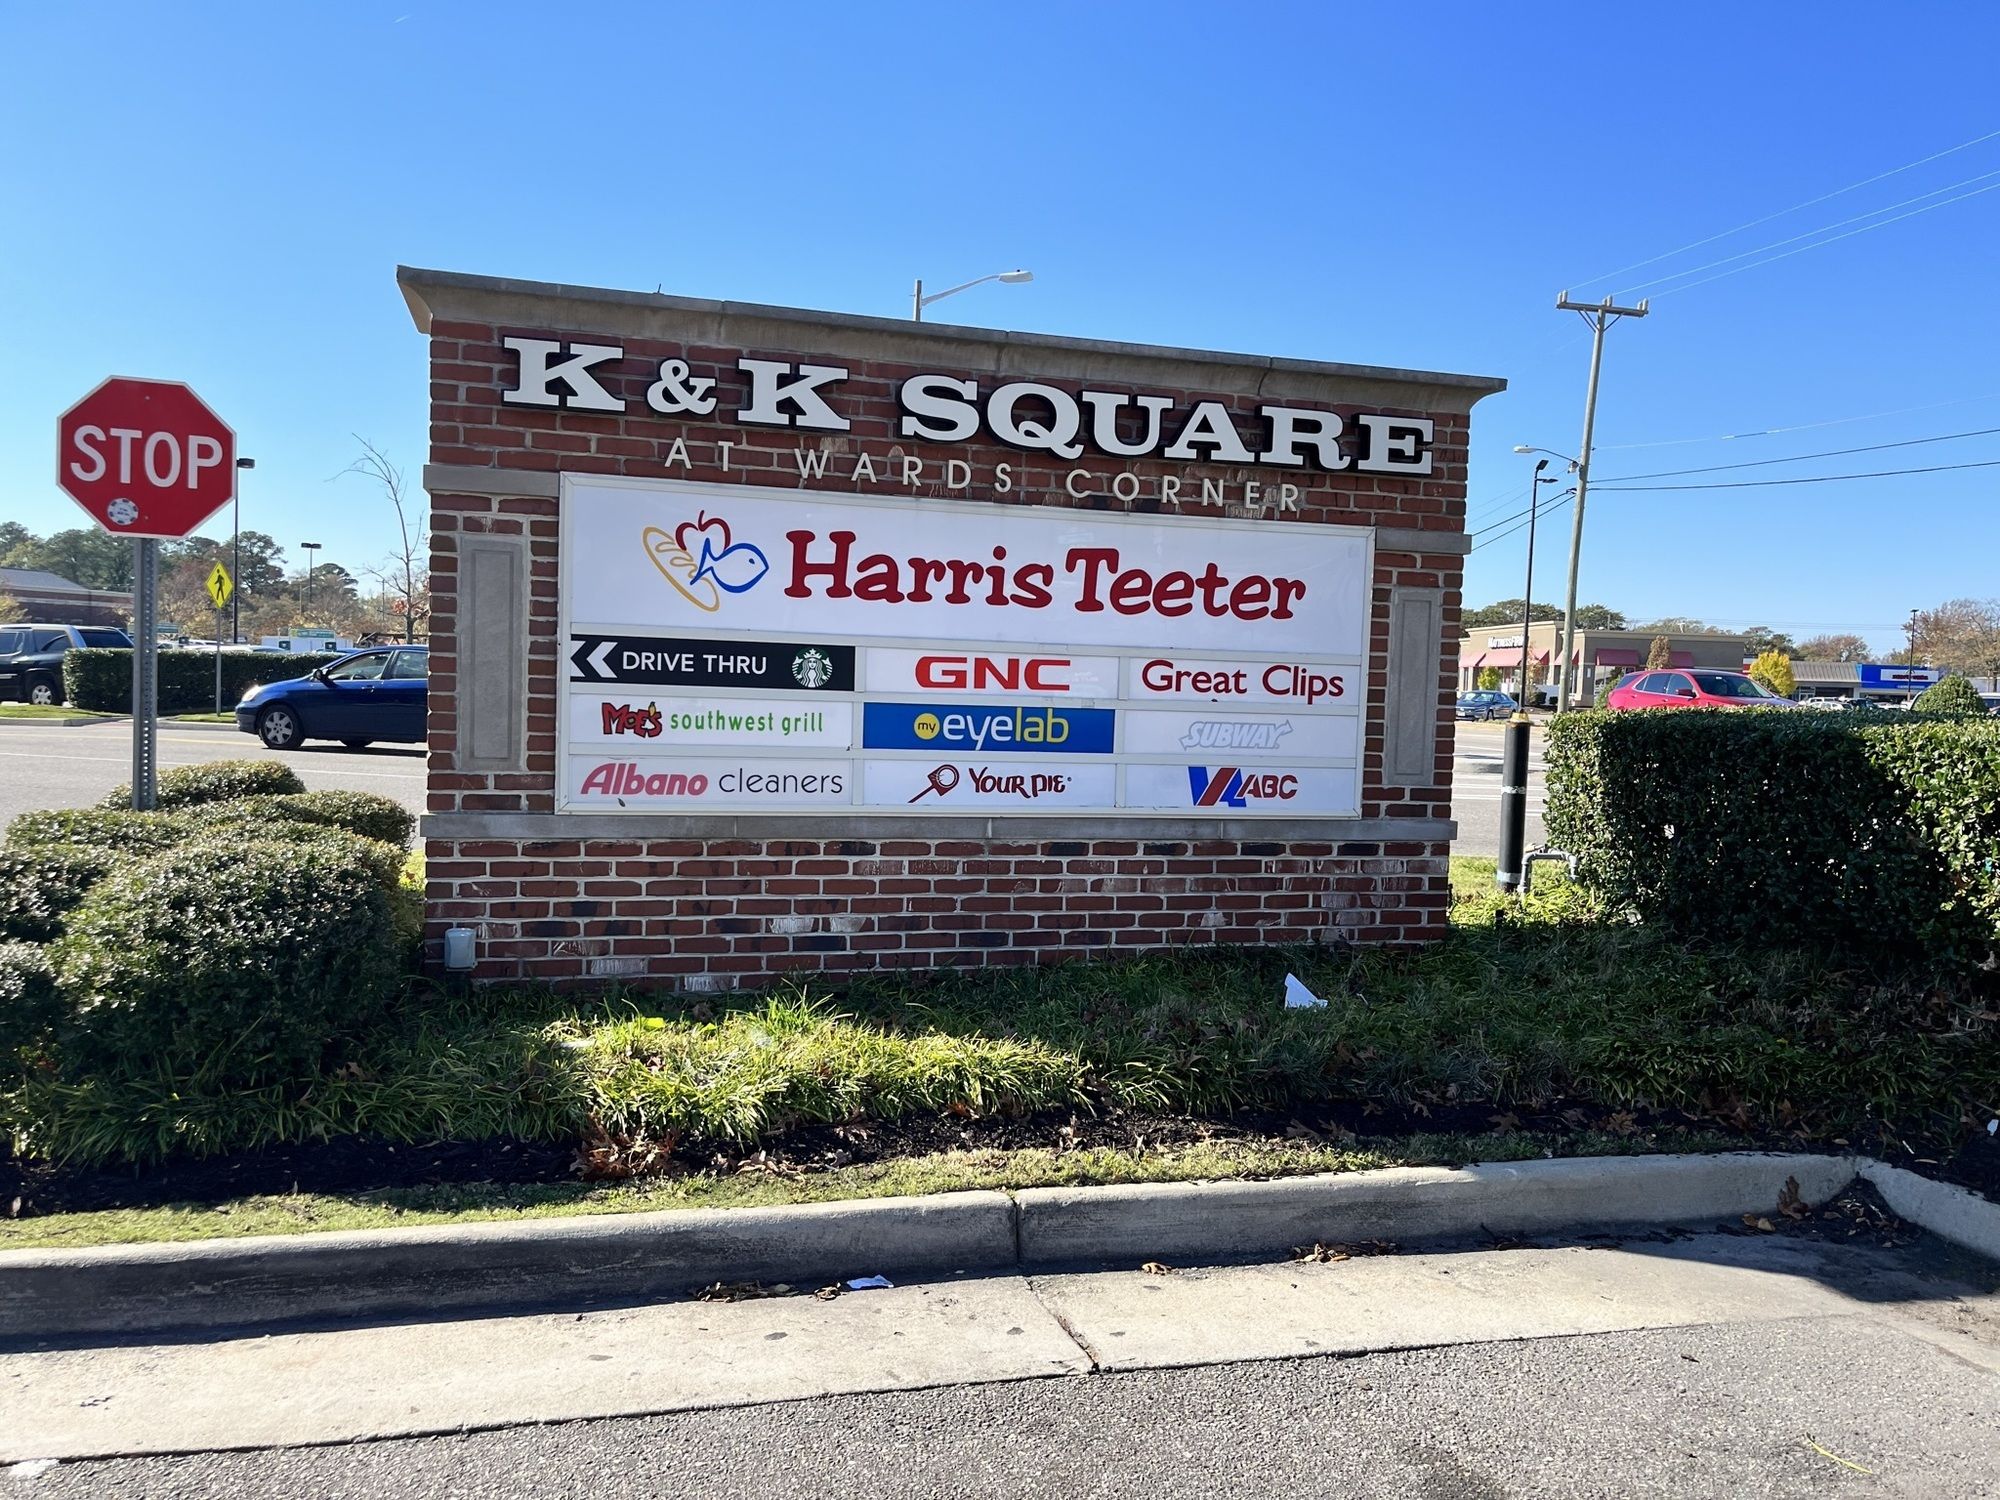 K & K SQUARE
AT WARDS CORNER
STOP
Harris Teeter
DRIVE THRU
GNC
Great Clips
MOE'S southwest grill
my eyelab
SUBWAY
Albano cleaners
YOUR PIE
VA ABC